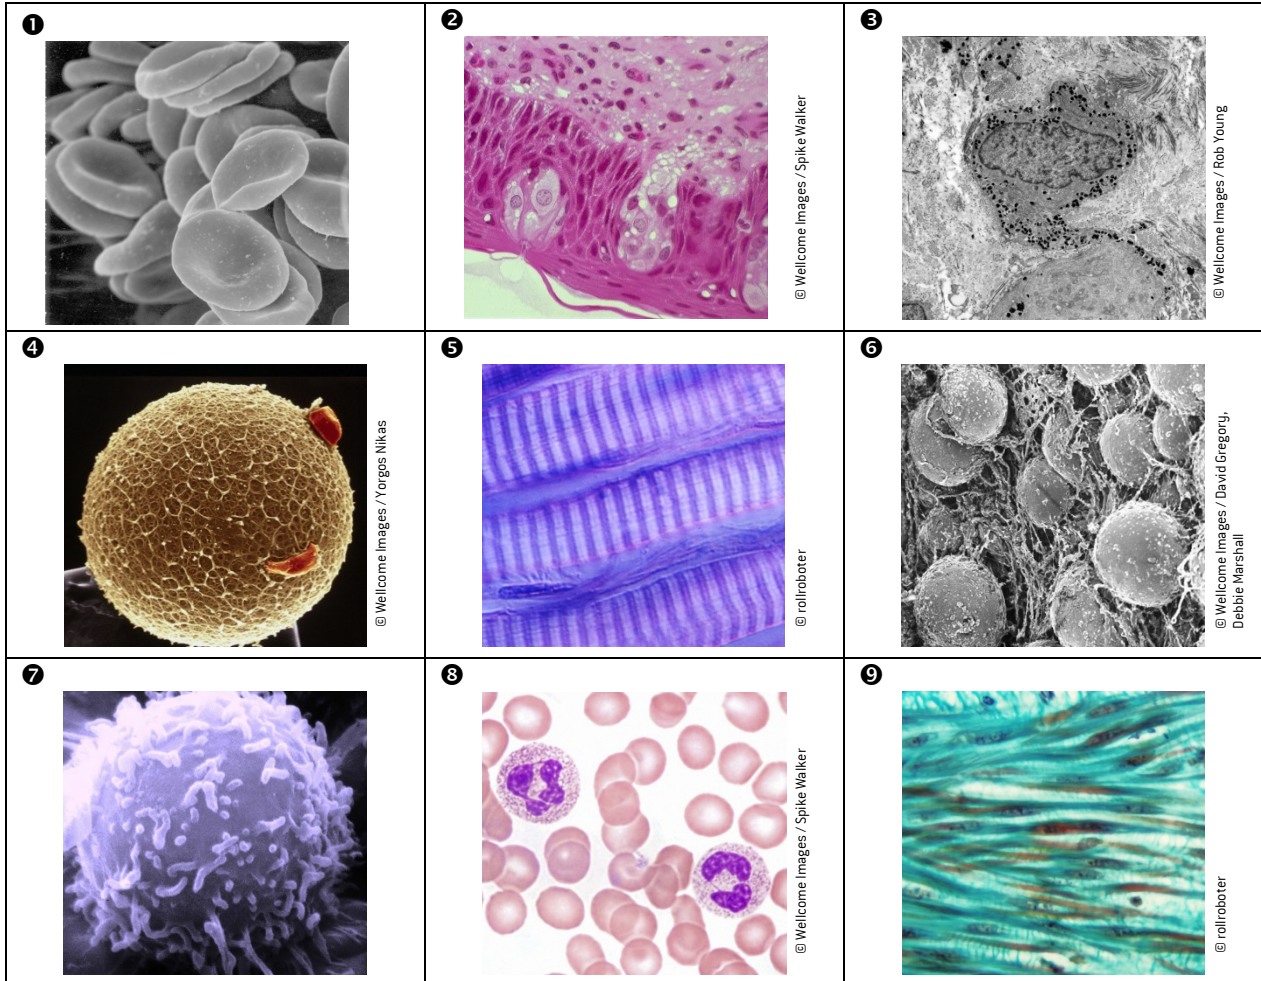 ❶
❷
© Wellcome Images / Spike Walker
❸
© Wellcome Images / Rob Young
❹
© Wellcome Images / Yorgos Nikas
❺
© rollroboter
❻
© Wellcome Images / David Gregory,
Debbie Marshall
❼
❽
© Wellcome Images / Spike Walker
❾
© rollroboter